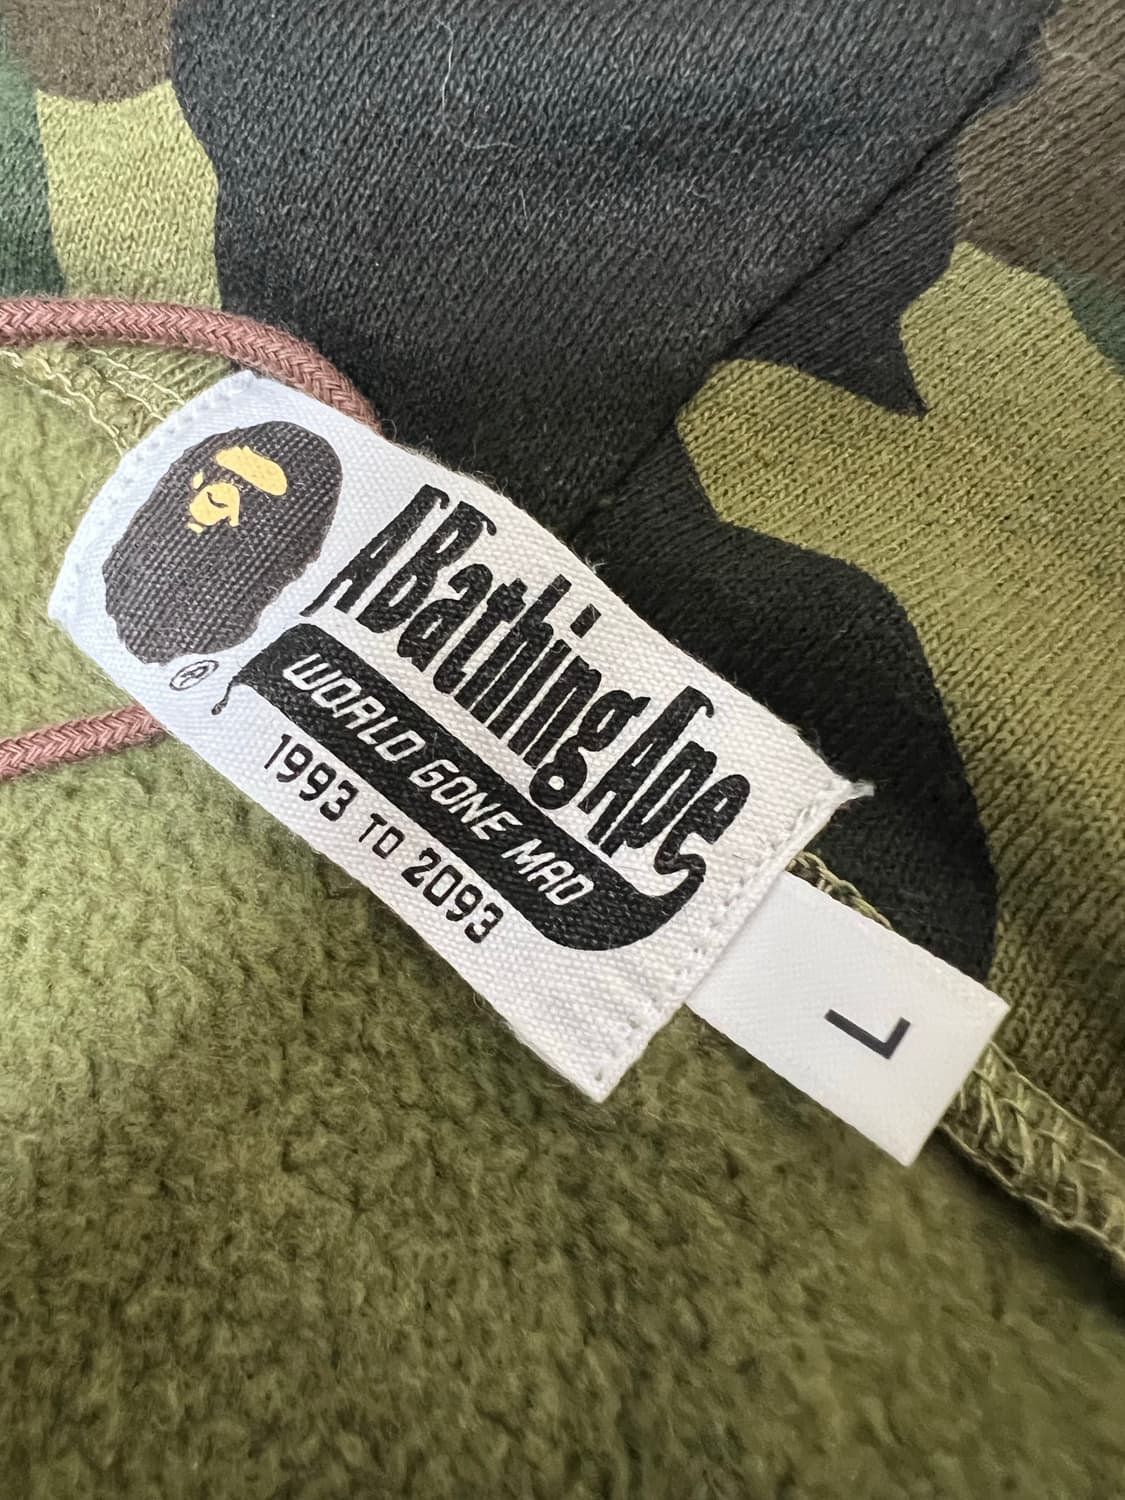 A Bathing Ape
WORLD GONE MAD
1993 TO 2093
®
L